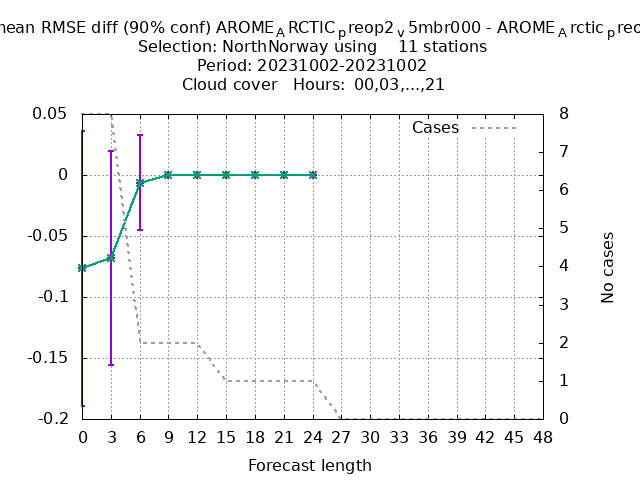 mean RMSE diff (90% conf) AROME_ARCTIC_preop2_v5mbr000 - AROME_Arctic_preo
Selection: NorthNorway using 11 stations
Period: 20231002-20231002
Cloud cover Hours: 00,03,...,21
Cases
0.05
0
-0.05
-0.1
-0.15
-0.2
8
7
6
5
4
3
2
1
0
No cases
0 3 6 9 12 15 18 21 24 27 30 33 36 39 42 45 48
Forecast length